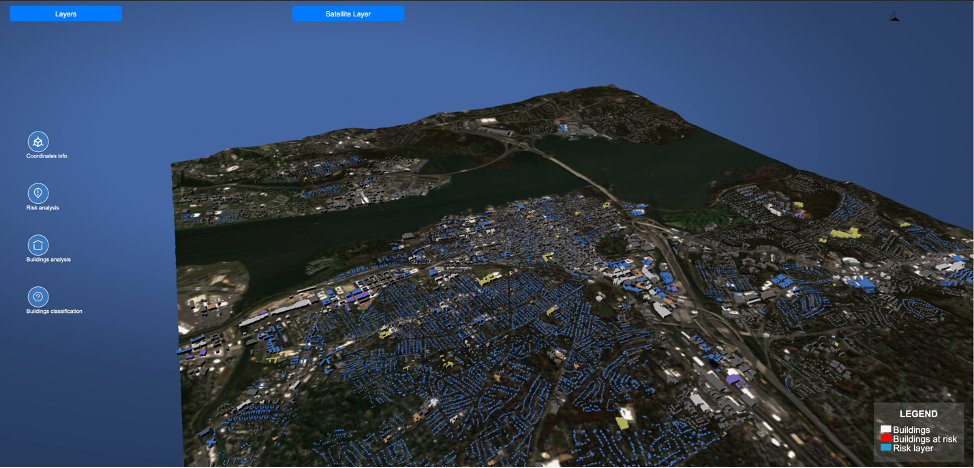 Layers
Satellite Layer
Coordinates info
Risk analysis
Buildings analysis
Buildings classification
LEGEND
Buildings
Buildings at risk
Risk layer